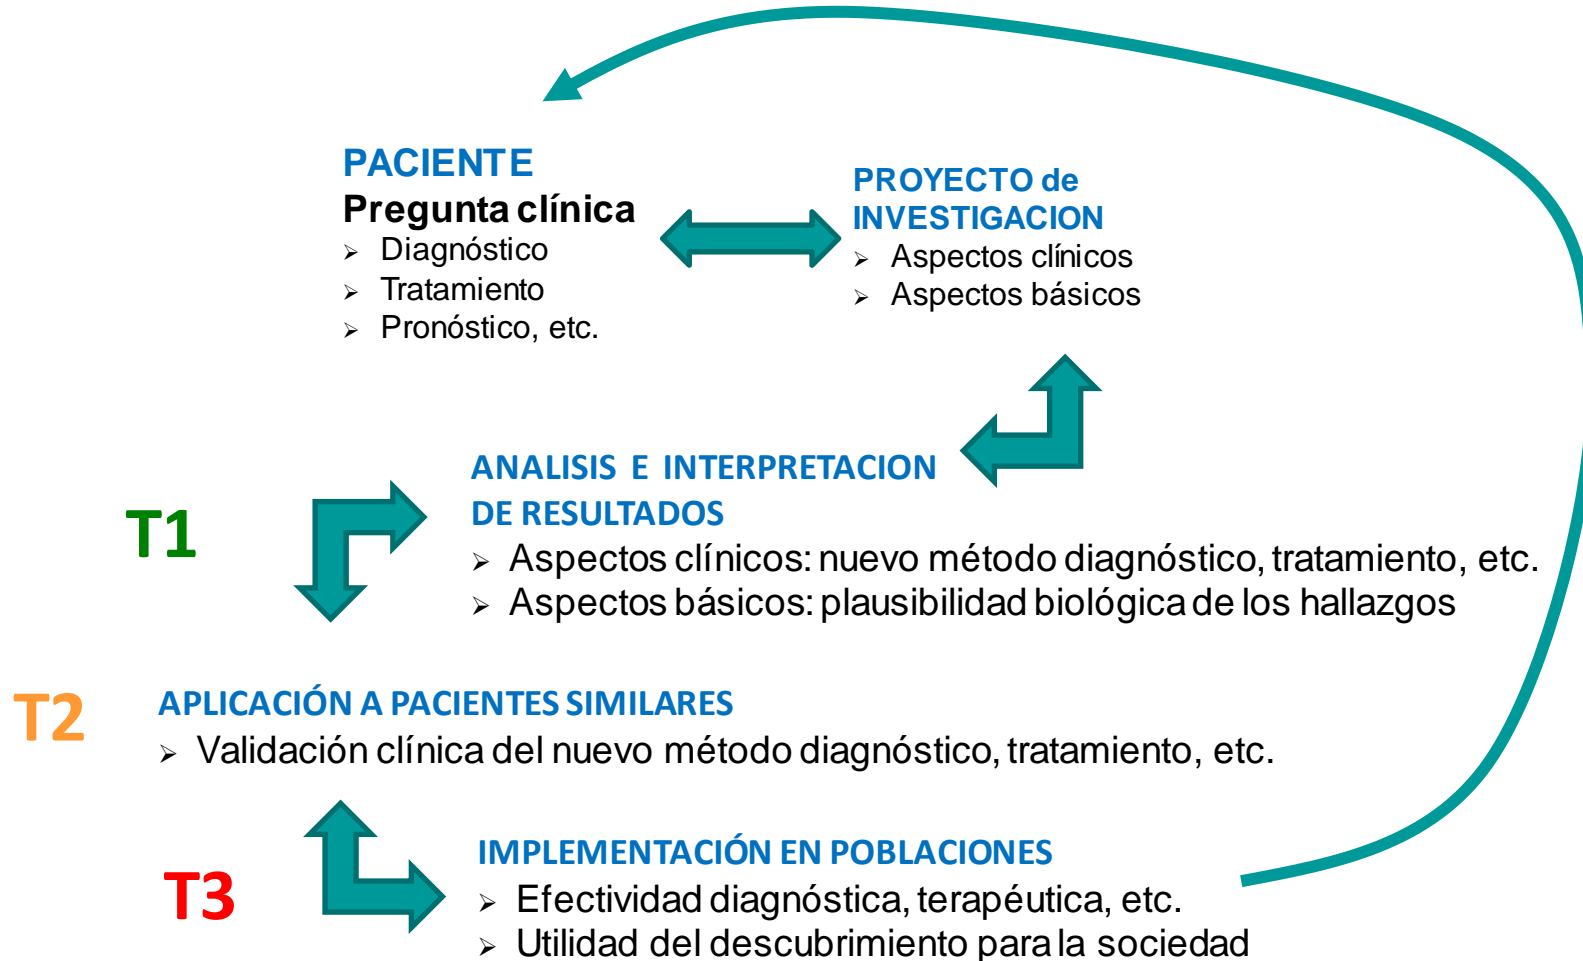 PACIENTE
Pregunta clínica
➢ Diagnóstico
➢ Tratamiento
➢ Pronóstico, etc.
PROYECTO de
INVESTIGACION
➢ Aspectos clínicos
➢ Aspectos básicos
T1
ANALISIS E INTERPRETACION
DE RESULTADOS
➢ Aspectos clínicos: nuevo método diagnóstico, tratamiento, etc.
➢ Aspectos básicos: plausibilidad biológica de los hallazgos
T2
APLICACIÓN A PACIENTES SIMILARES
➢ Validación clínica del nuevo método diagnóstico, tratamiento, etc.
T3
IMPLEMENTACIÓN EN POBLACIONES
➢ Efectividad diagnóstica, terapéutica, etc.
➢ Utilidad del descubrimiento para la sociedad